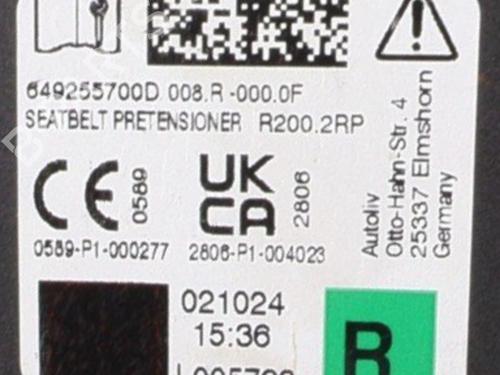 649255700D 008.R -000.0F
SEATBELT PRETENSIONER R200.2RP
CE 0589
UK
CA 2806
0589-P1-000277 2806-P1-004023
Autoliv
Otto-Hahn-Str. 4
25337 Elmshorn
Germany
021024
15:36
R